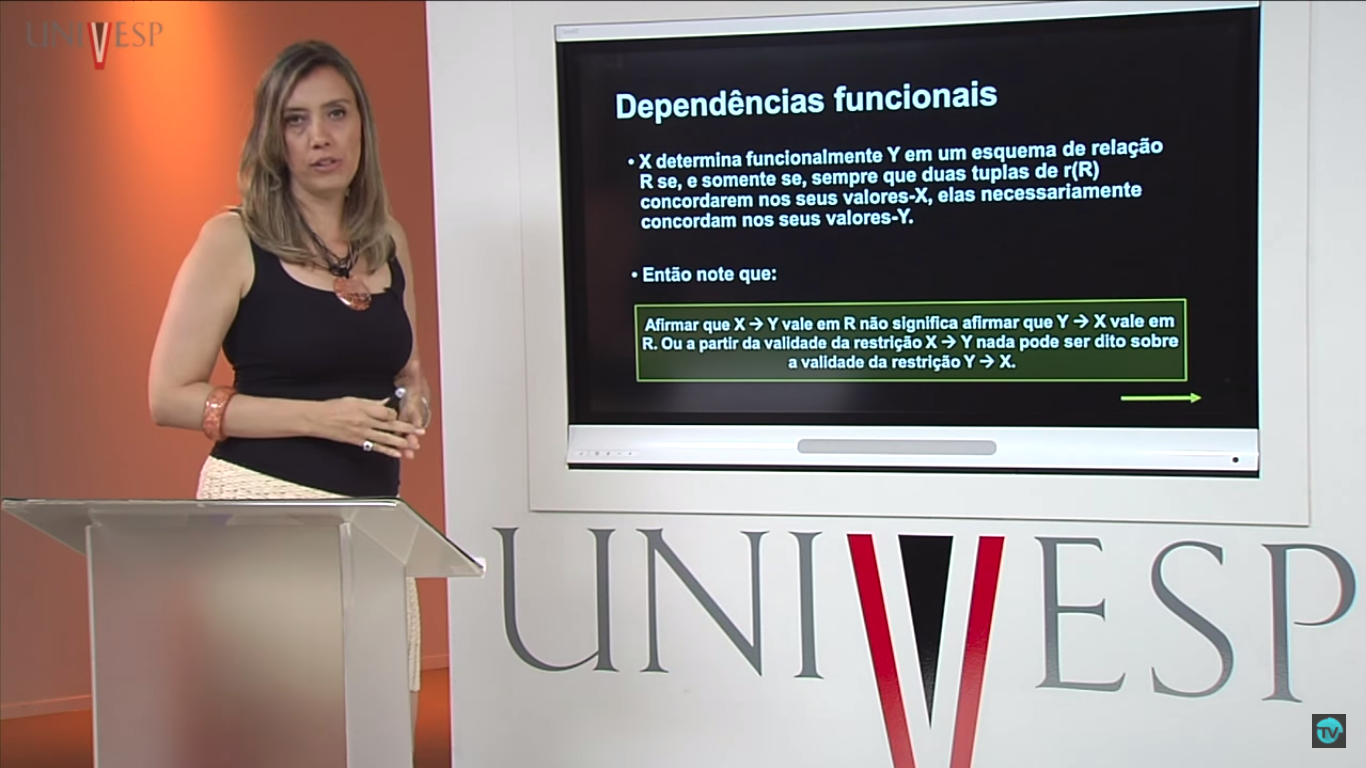 UNIVESP
Dependências funcionais
• X determina funcionalmente Y em um esquema de relação
R se, e somente se, sempre que duas tuplas de r(R)
concordarem nos seus valores-X, elas necessariamente
concordam nos seus valores-Y.
• Então note que:
Afirmar que X → Y vale em R não significa afirmar que Y → X vale em
R. Ou a partir da validade da restrição X → Y nada pode ser dito sobre
a validade da restrição Y → X.
UNIVESP
TV